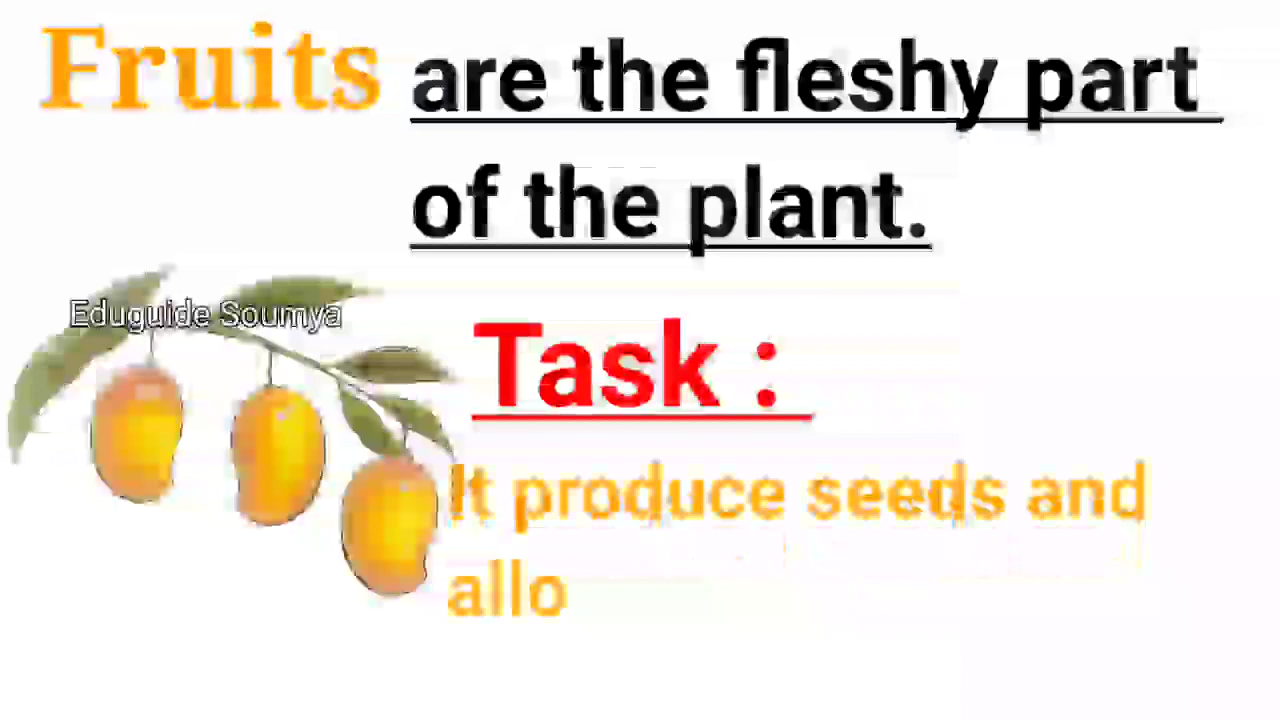 Fruits are the fleshy part
of the plant.
Eduguide Soumya
Task :
It produce seeds and
allo